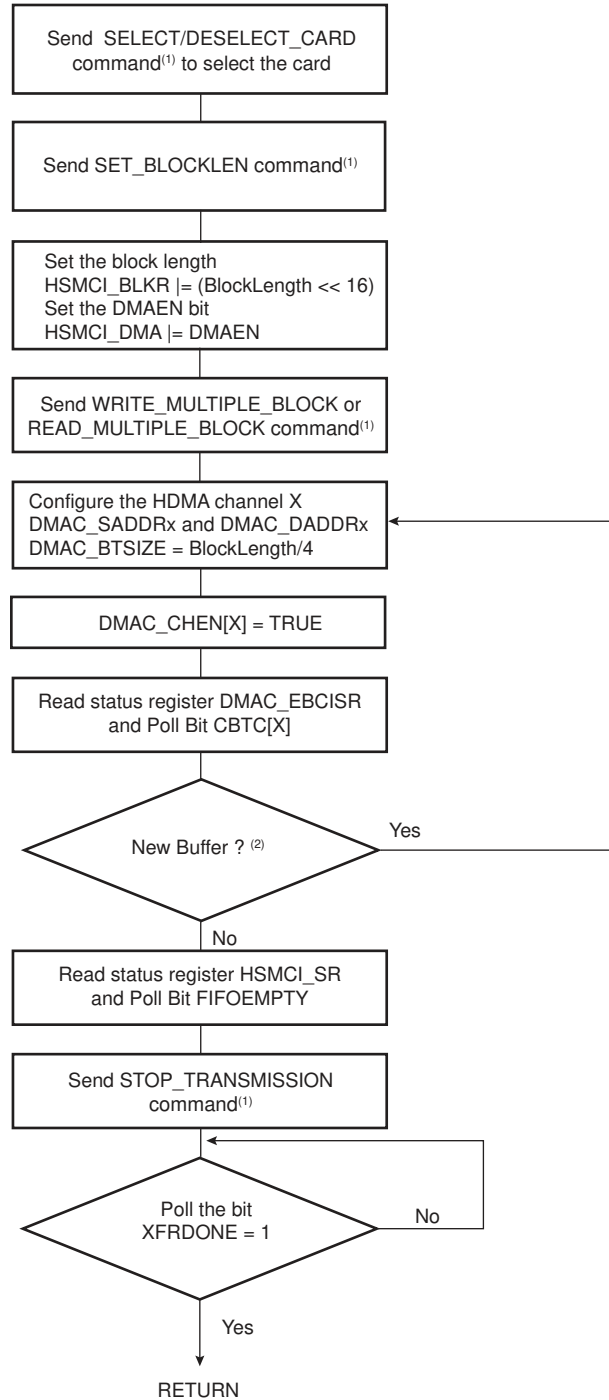 Send SELECT/DESELECT_CARD
command(1) to select the card
Send SET_BLOCKLEN command(1)
Set the block length
HSMCI_BLKR |= (BlockLength << 16)
Set the DMAEN bit
HSMCI_DMA |= DMAEN
Send WRITE_MULTIPLE_BLOCK or
READ_MULTIPLE_BLOCK command(1)
Configure the HDMA channel X
DMAC_SADDRx and DMAC_DADDRx
DMAC_BTSIZE = BlockLength/4
DMAC_CHEN[X] = TRUE
Read status register DMAC_EBCISR
and Poll Bit CBTC[X]
New Buffer ? (2)
Yes
No
Read status register HSMCI_SR
and Poll Bit FIFOEMPTY
Send STOP_TRANSMISSION
command(1)
Poll the bit
XFRDONE = 1
No
Yes
RETURN